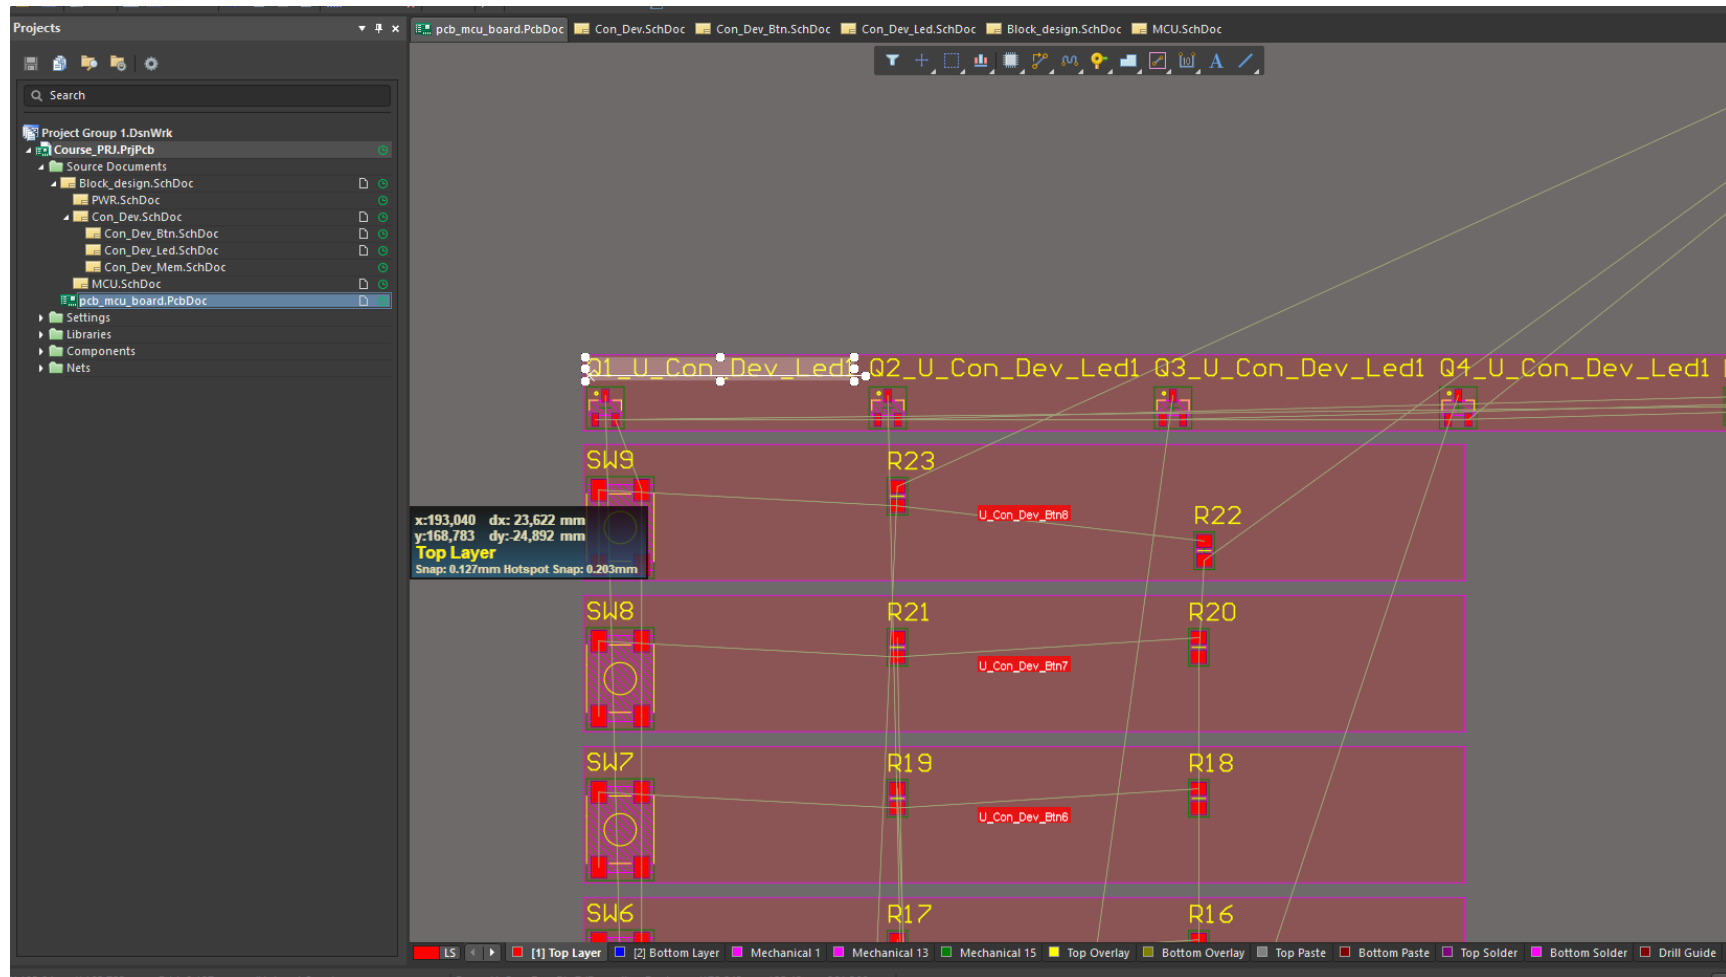 Projects
pcb_mcu_board.PcbDoc
Con_Dev.SchDoc
Con_Dev_Btn.SchDoc
Con_Dev_Led.SchDoc
Block_design.SchDoc
MCU.SchDoc
Search
Project Group 1.DsnWrk
Course_PRJ.PrjPcb
Source Documents
Block_design.SchDoc
PWR.SchDoc
Con_Dev.SchDoc
Con_Dev_Btn.SchDoc
Con_Dev_Led.SchDoc
Con_Dev_Mem.SchDoc
MCU.SchDoc
pcb_mcu_board.PcbDoc
Settings
Libraries
Components
Nets
Q1_U_Con_Dev_Led1
Q2_U_Con_Dev_Led1
Q3_U_Con_Dev_Led1
Q4_U_Con_Dev_Led1
SW9
R23
U_Con_Dev_Btn8
R22
x:193,040 dx: 23,622 mm
y:168,783 dy:-24,892 mm
Top Layer
Snap: 0.127mm Hotspot Snap: 0.203mm
SW8
R21
R20
U_Con_Dev_Btn7
SW7
R19
R18
U_Con_Dev_Btn6
SW6
R17
R16
LS
[1] Top Layer
[2] Bottom Layer
Mechanical 1
Mechanical 13
Mechanical 15
Top Overlay
Bottom Overlay
Top Paste
Bottom Paste
Top Solder
Bottom Solder
Drill Guide